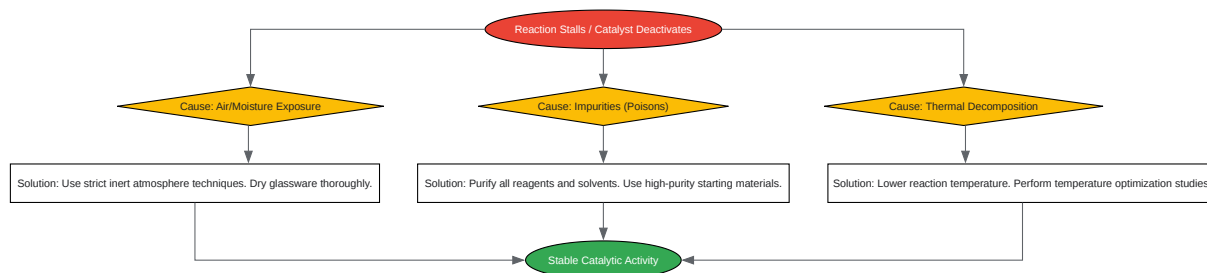 Reaction Stalls / Catalyst Deactivates
Cause: Air/Moisture Exposure
Cause: Impurities (Poisons)
Cause: Thermal Decomposition
Solution: Use strict inert atmosphere techniques. Dry glassware thoroughly.
Solution: Purify all reagents and solvents. Use high-purity starting materials.
Solution: Lower reaction temperature. Perform temperature optimization studies
Stable Catalytic Activity